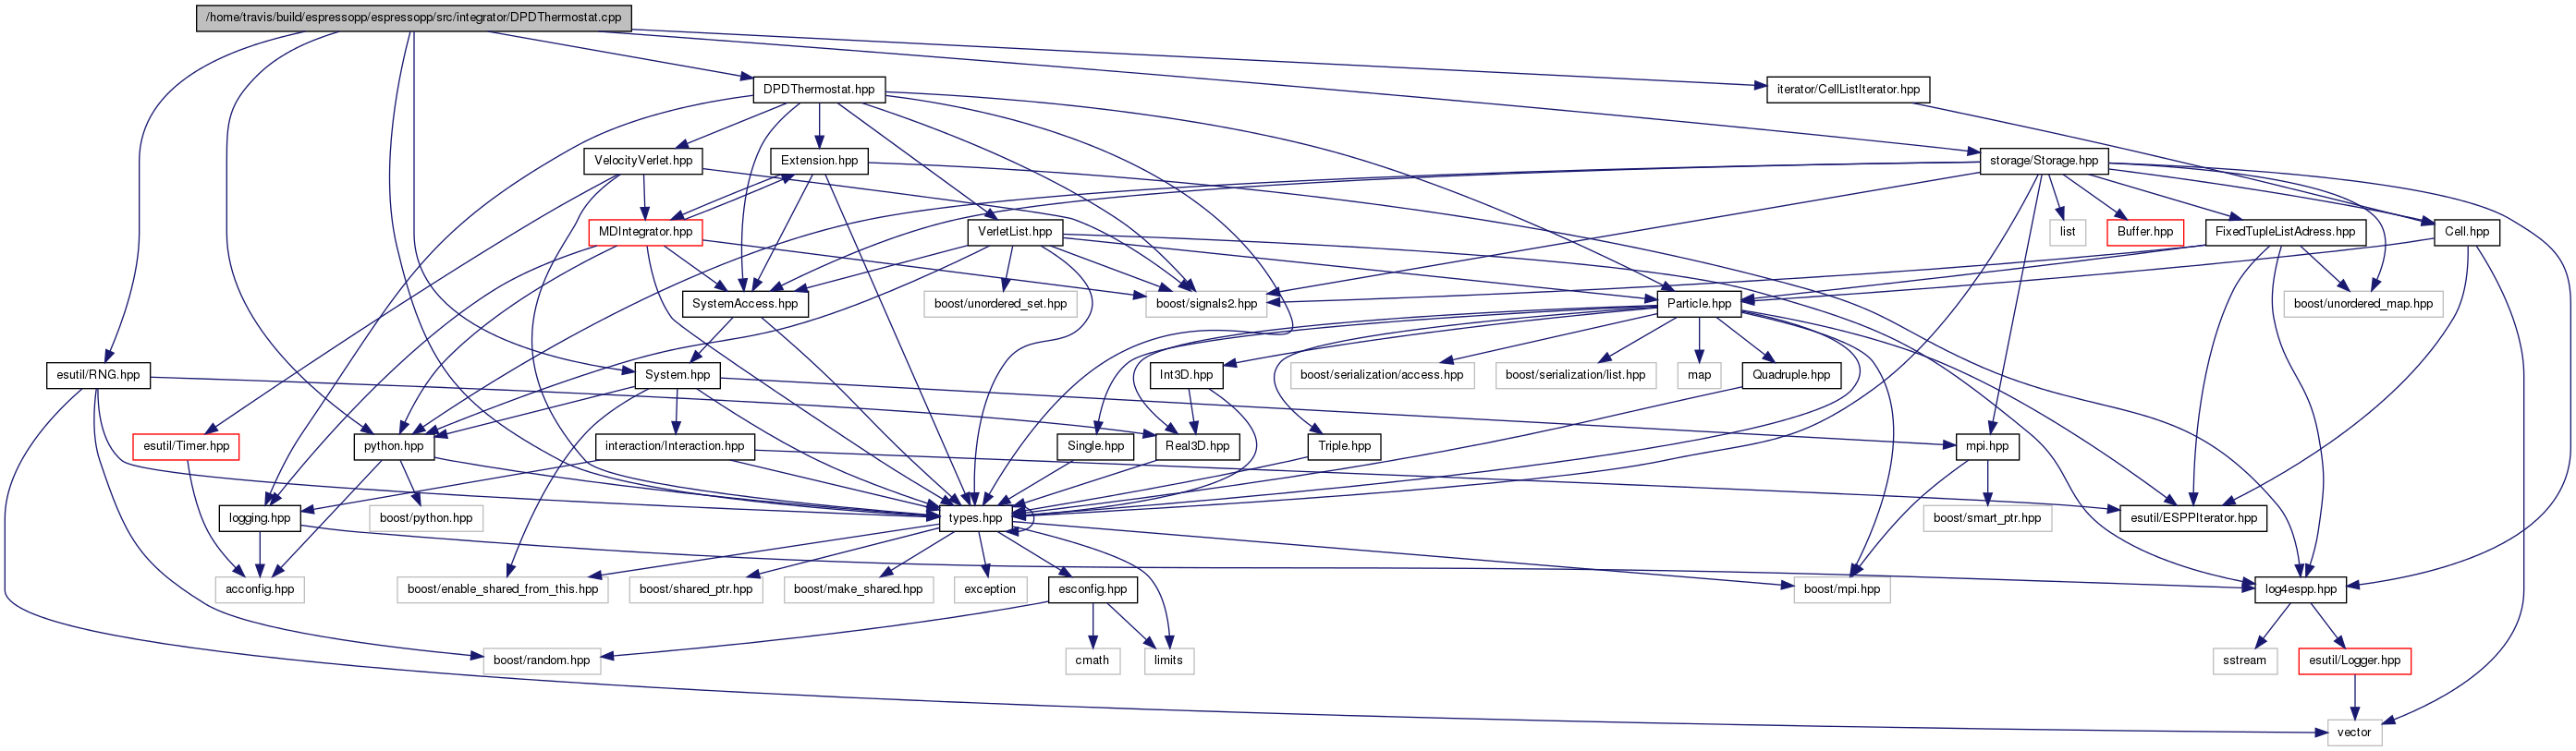 /home/travis/build/espressopp/espressopp/src/integrator/DPDThermostat.cpp
DPDThermostat.hpp
iterator/CellListIterator.hpp
VelocityVerlet.hpp
Extension.hpp
storage/Storage.hpp
MDIntegrator.hpp
VerletList.hpp
list
Buffer.hpp
FixedTupleListAdress.hpp
Cell.hpp
SystemAccess.hpp
boost/unordered_set.hpp
boost/signals2.hpp
Particle.hpp
boost/unordered_map.hpp
esutil/RNG.hpp
System.hpp
Int3D.hpp
boost/serialization/access.hpp
boost/serialization/list.hpp
map
Quadruple.hpp
esutil/Timer.hpp
python.hpp
interaction/Interaction.hpp
Single.hpp
Real3D.hpp
Triple.hpp
mpi.hpp
logging.hpp
boost/python.hpp
types.hpp
boost/smart_ptr.hpp
esutil/ESPPIterator.hpp
acconfig.hpp
boost/enable_shared_from_this.hpp
boost/shared_ptr.hpp
boost/make_shared.hpp
exception
esconfig.hpp
boost/mpi.hpp
log4espp.hpp
boost/random.hpp
cmath
limits
sstream
esutil/Logger.hpp
vector